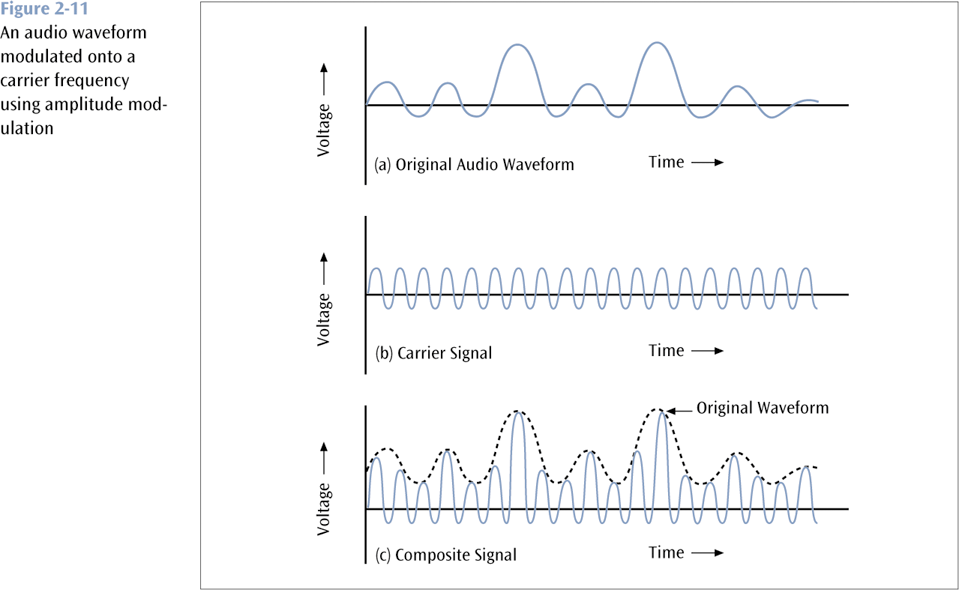 Figure 2-11
An audio waveform
modulated onto a
carrier frequency
using amplitude mod-
ulation
Voltage
(a) Original Audio Waveform
Time
Voltage
(b) Carrier Signal
Time
Original Waveform
Voltage
(c) Composite Signal
Time